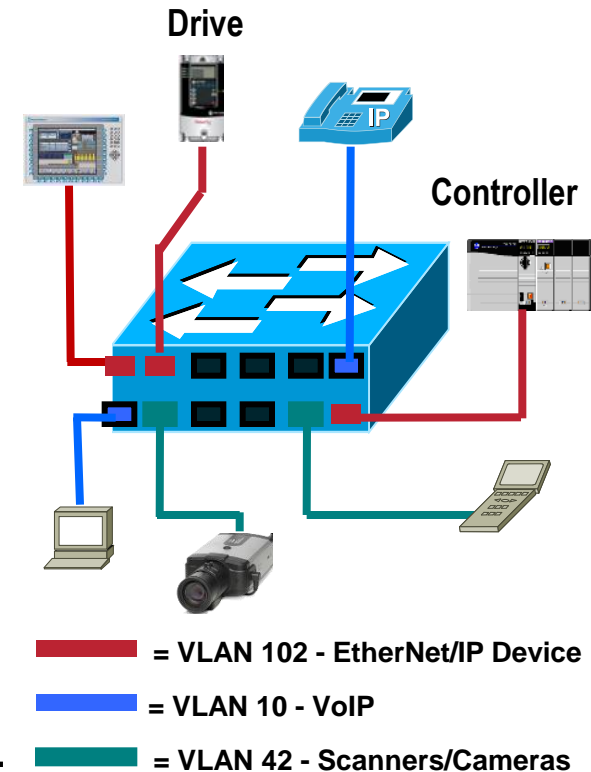 Drive
IP
Controller
= VLAN 102 - EtherNet/IP Device
= VLAN 10 - VoIP
= VLAN 42 - Scanners/Cameras